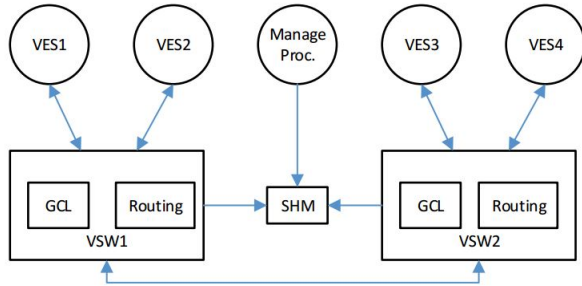 VES1
VES2
Manage
Proc.
VES3
VES4
GCL
Routing
VSW1
SHM
GCL
Routing
VSW2